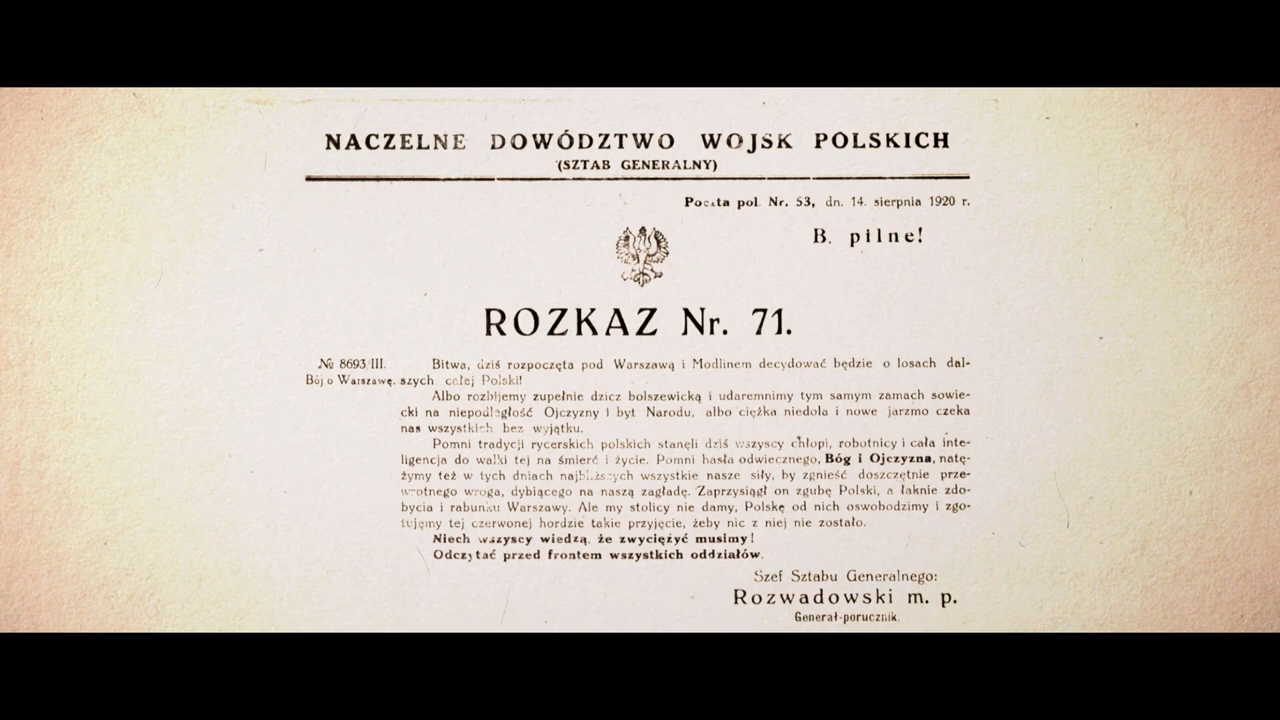 NACZELNE DOWÓDZTWO WOJSK POLSKICH
(SZTAB GENERALNY)
Poczta pol. Nr. 53, dn. 14. sierpnia 1920 r.
B. pilne!
ROZKAZ Nr. 71.
№ 8693/III. Bitwa, dziś rozpoczęta pod Warszawą i Modlinem decydować będzie o losach dal-
Bój o Warszawę. szych całej Polski!
Albo rozbijemy zupełnie dzicz bolszewicką i udaremnimy tym samym zamach sowie-
cki na niepodległość Ojczyzny i byt Narodu, albo ciężka niedola i nowe jarzmo czeka
nas wszystkich bez wyjątku.
Pomni tradycji rycerskich polskich stanęli dziś wszyscy chłopi, robotnicy i cała inte-
ligencja do walki tej na śmierć i życie. Pomni hasła odwiecznego, Bóg i Ojczyzna, natę-
żymy też w tych dniach najbliższych wszystkie nasze siły, by zgnieść doszczętnie prze-
wrotnego wroga, dybiącego na naszą zagładę. Zaprzysiągł on zgubę Polski, a łaknie zdo-
bycia i rabunku Warszawy. Ale my stolicy nie damy, Polskę od nich oswobodzimy i zgo-
tujemy tej czerwonej hordzie takie przyjęcie, żeby nic z niej nie zostało.
Niech wszyscy wiedzą, że zwyciężyć musimy!
Odczytać przed frontem wszystkich oddziałów.
Szef Sztabu Generalnego:
Rozwadowski m. p.
Generał-porucznik.